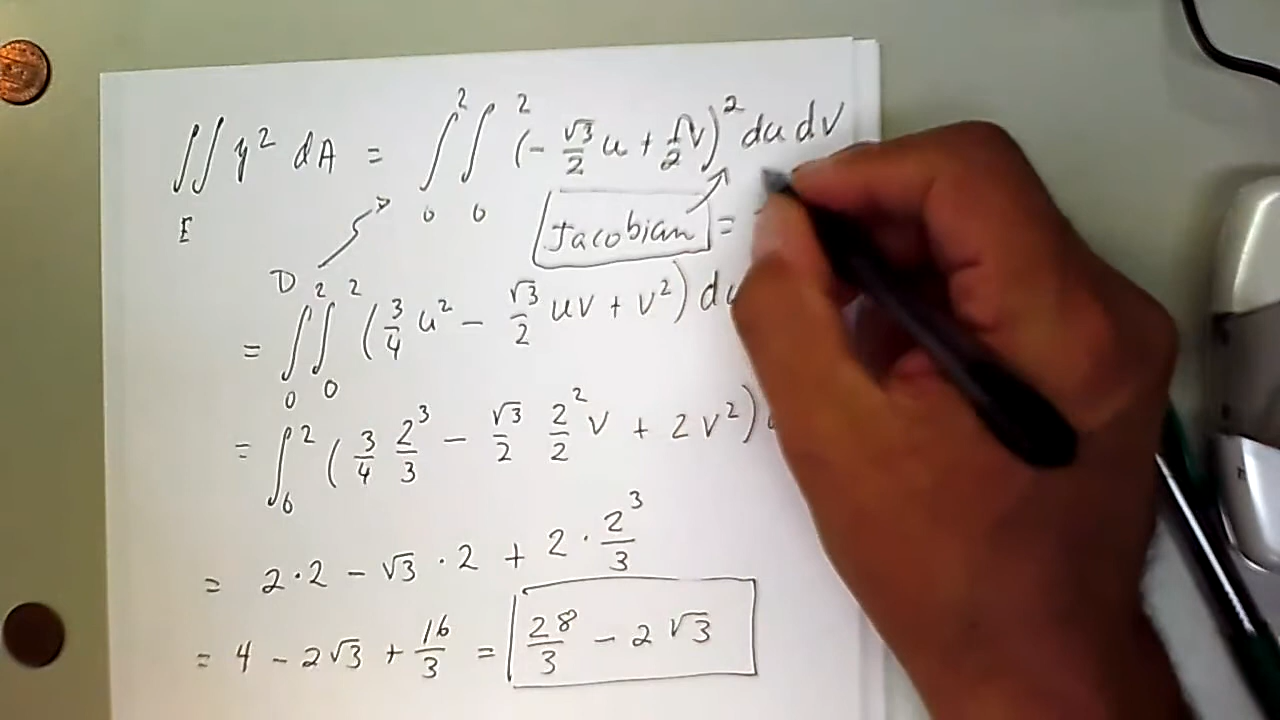 ∬_E y² dA = ∫₀² ∫₀² (- √3/2 u + 1/2 v)² du dv
Jacobian =
D
= ∫₀² ∫₀² (3/4 u² - √3/2 uv + v²) du
= ∫₀² (3/4 2³/3 - √3/2 2²/2 v + 2v²)
= 2·2 - √3 · 2 + 2 · 2³/3
= 4 - 2√3 + 16/3 = 28/3 - 2√3